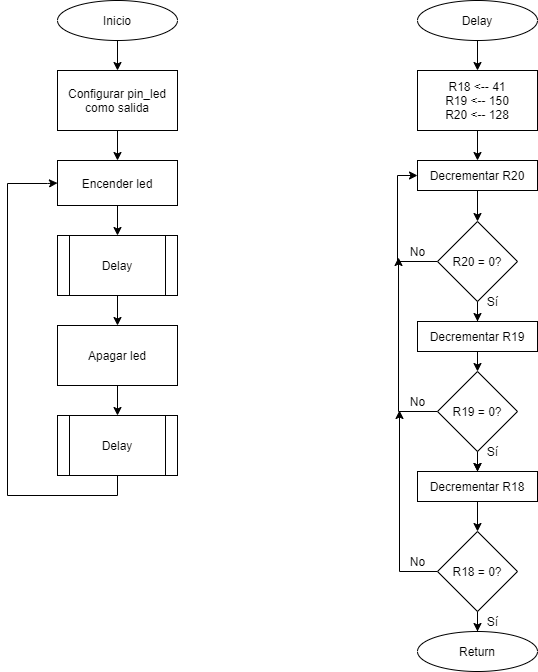 Inicio
Configurar pin_led
como salida
Encender led
Delay
Apagar led
Delay
Delay
R18 <-- 41
R19 <-- 150
R20 <-- 128
Decrementar R20
R20 = 0?
No
Sí
Decrementar R19
R19 = 0?
No
Sí
Decrementar R18
R18 = 0?
No
Sí
Return